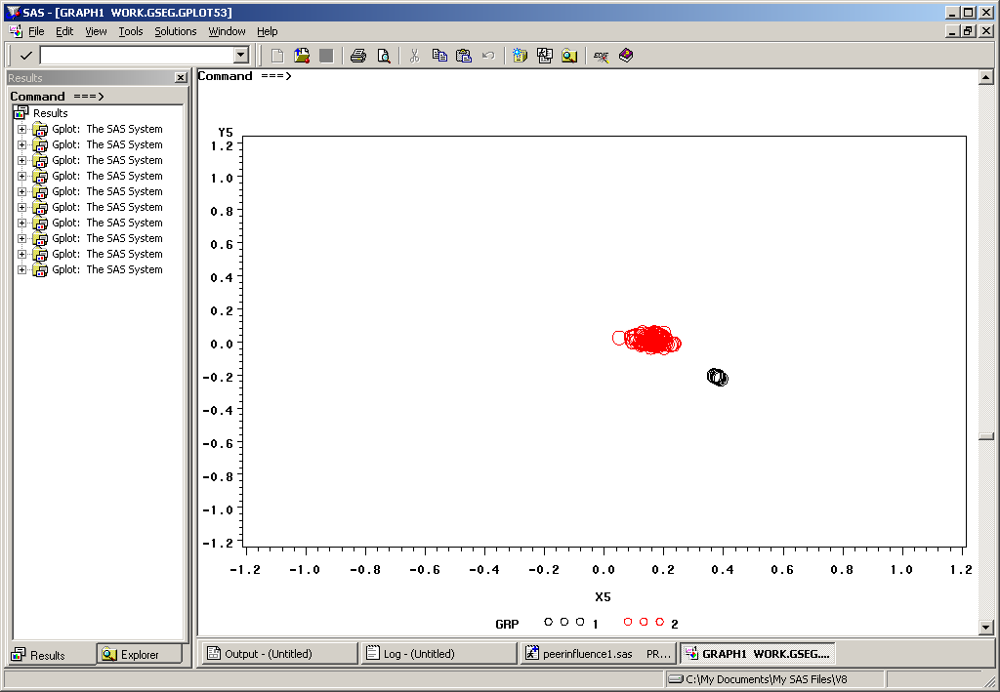 SAS - [GRAPH1 WORK.GSEG.GPLOT53]
File Edit View Tools Solutions Window Help
Results
Command ===>
Results
Gplot: The SAS System
Gplot: The SAS System
Gplot: The SAS System
Gplot: The SAS System
Gplot: The SAS System
Gplot: The SAS System
Gplot: The SAS System
Gplot: The SAS System
Gplot: The SAS System
Gplot: The SAS System
Command ===>
Y5
1.2
1.0
0.8
0.6
0.4
0.2
0.0
-0.2
-0.4
-0.6
-0.8
-1.0
-1.2
-1.2 -1.0 -0.8 -0.6 -0.4 -0.2 0.0 0.2 0.4 0.6 0.8 1.0 1.2
X5
GRP 1 2
Results Explorer
Output - (Untitled) Log - (Untitled) peerinfluence1.sas PR... GRAPH1 WORK.GSEG....
C:\My Documents\My SAS Files\V8